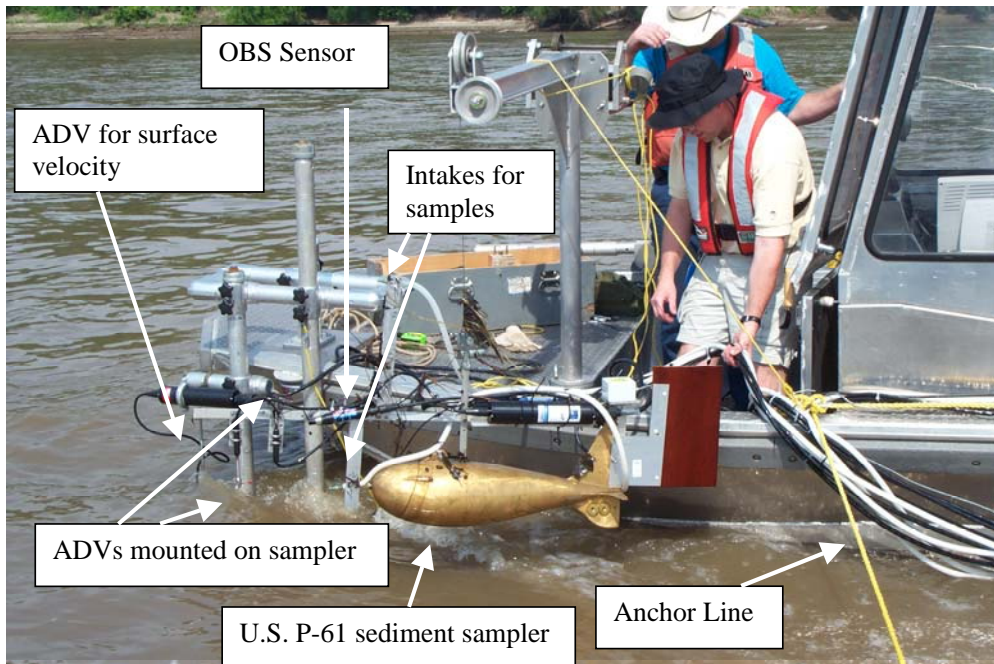 OBS Sensor
ADV for surface
velocity
Intakes for
samples
ADVs mounted on sampler
U.S. P-61 sediment sampler
Anchor Line